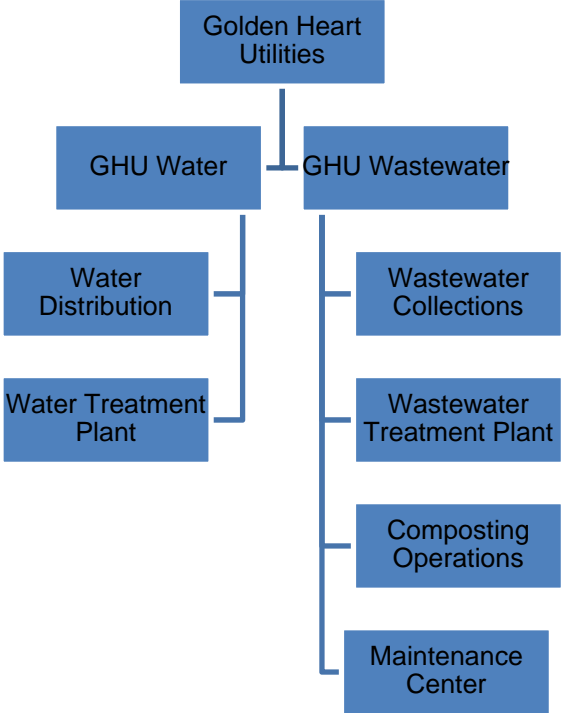 Golden Heart
Utilities
GHU Water
GHU Wastewater
Water
Distribution
Water Treatment
Plant
Wastewater
Collections
Wastewater
Treatment Plant
Composting
Operations
Maintenance
Center